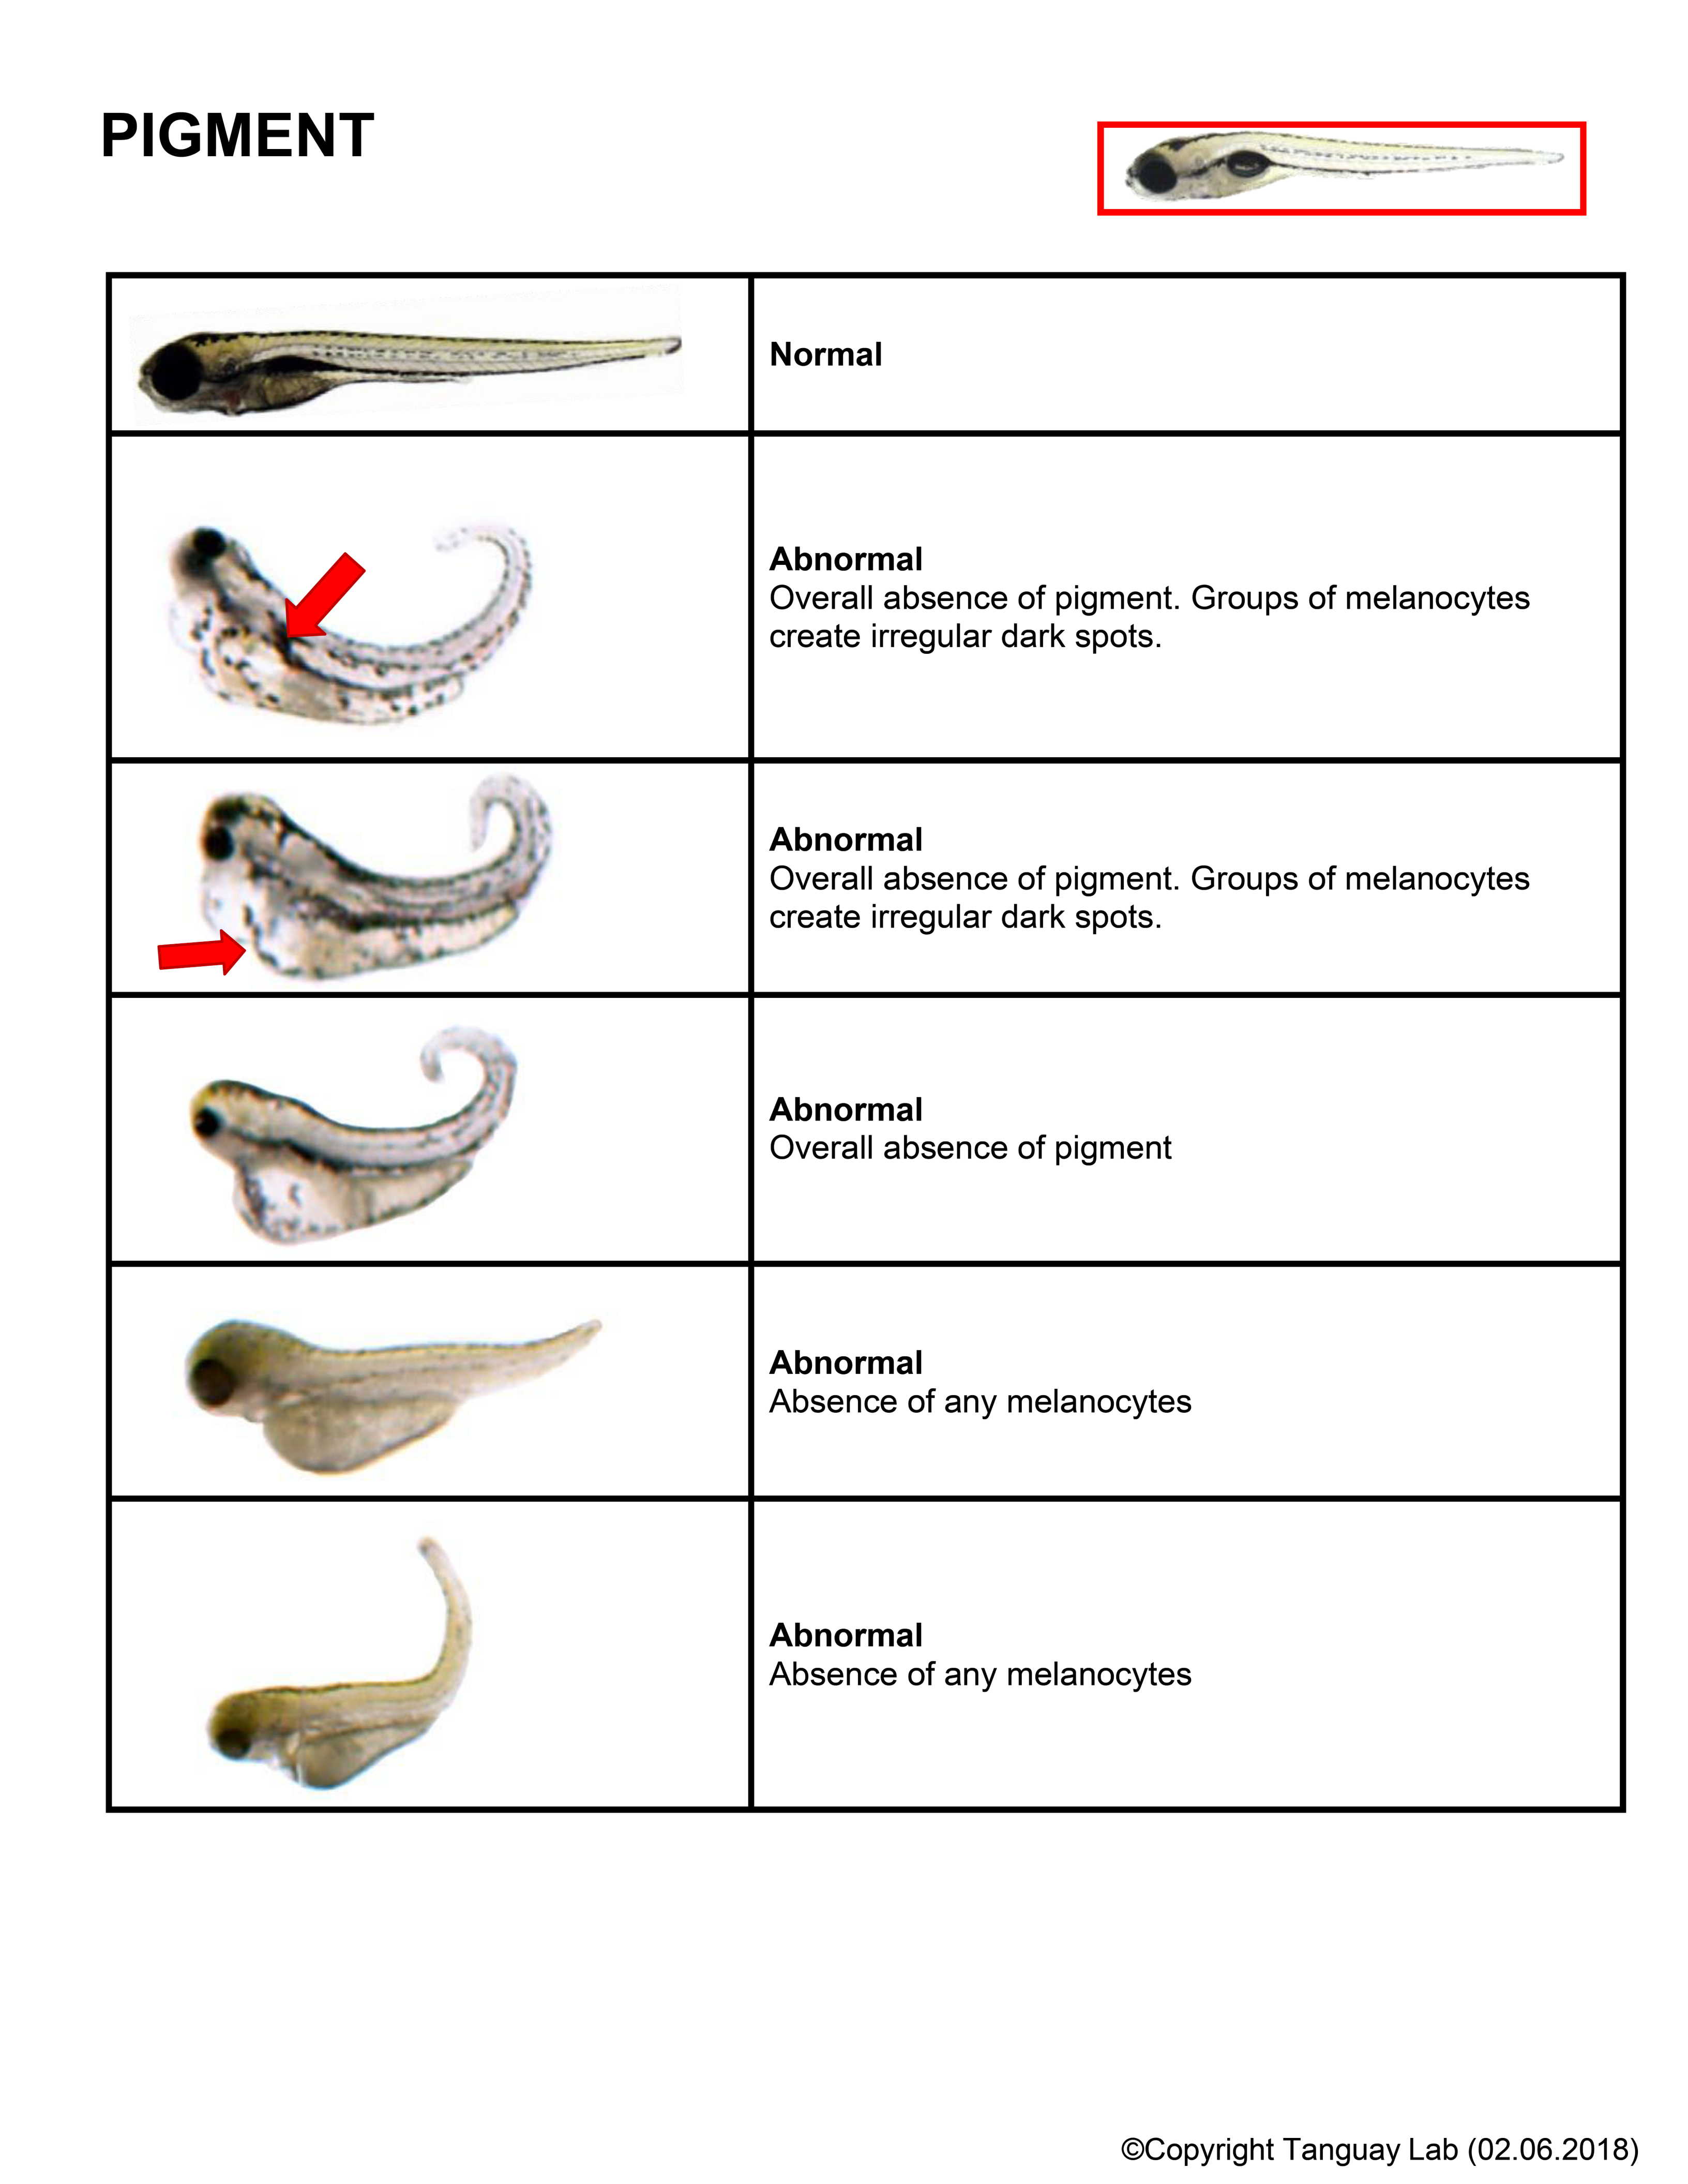 PIGMENT
Normal
Abnormal
Overall absence of pigment. Groups of melanocytes
create irregular dark spots.
Abnormal
Overall absence of pigment. Groups of melanocytes
create irregular dark spots.
Abnormal
Overall absence of pigment
Abnormal
Absence of any melanocytes
Abnormal
Absence of any melanocytes
©Copyright Tanguay Lab (02.06.2018)